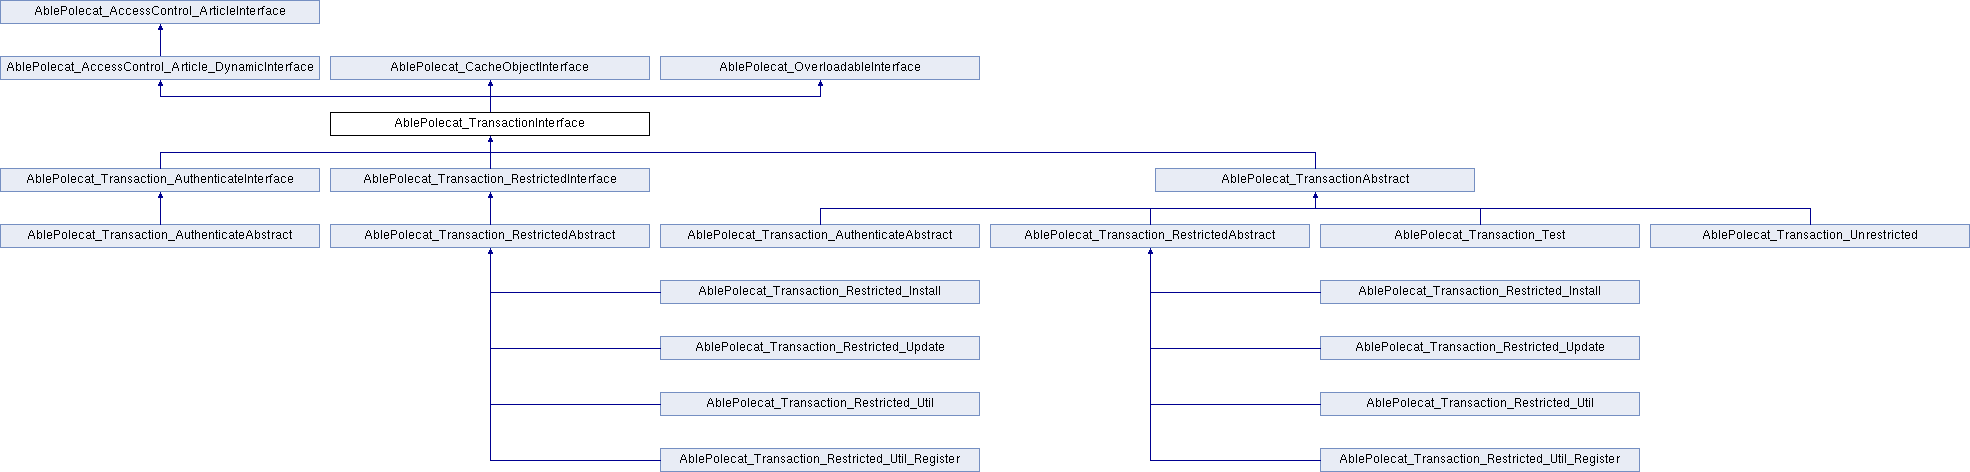 AblePolecat_AccessControl_ArticleInterface
AblePolecat_AccessControl_Article_DynamicInterface
AblePolecat_CacheObjectInterface
AblePolecat_OverloadableInterface
AblePolecat_TransactionInterface
AblePolecat_Transaction_AuthenticateInterface
AblePolecat_Transaction_RestrictedInterface
AblePolecat_TransactionAbstract
AblePolecat_Transaction_AuthenticateAbstract
AblePolecat_Transaction_RestrictedAbstract
AblePolecat_Transaction_AuthenticateAbstract
AblePolecat_Transaction_RestrictedAbstract
AblePolecat_Transaction_Test
AblePolecat_Transaction_Unrestricted
AblePolecat_Transaction_Restricted_Install
AblePolecat_Transaction_Restricted_Install
AblePolecat_Transaction_Restricted_Update
AblePolecat_Transaction_Restricted_Update
AblePolecat_Transaction_Restricted_Util
AblePolecat_Transaction_Restricted_Util
AblePolecat_Transaction_Restricted_Util_Register
AblePolecat_Transaction_Restricted_Util_Register